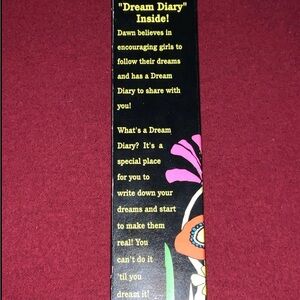 "Dream Diary"
Inside!
Dawn believes in
encouraging girls to
follow their dreams
and has a Dream
Diary to share with
you!
What's a Dream
Diary? It's a
special place
for you to
write down your
dreams and start
to make them
real! You
can't do it
'til you
dream it!